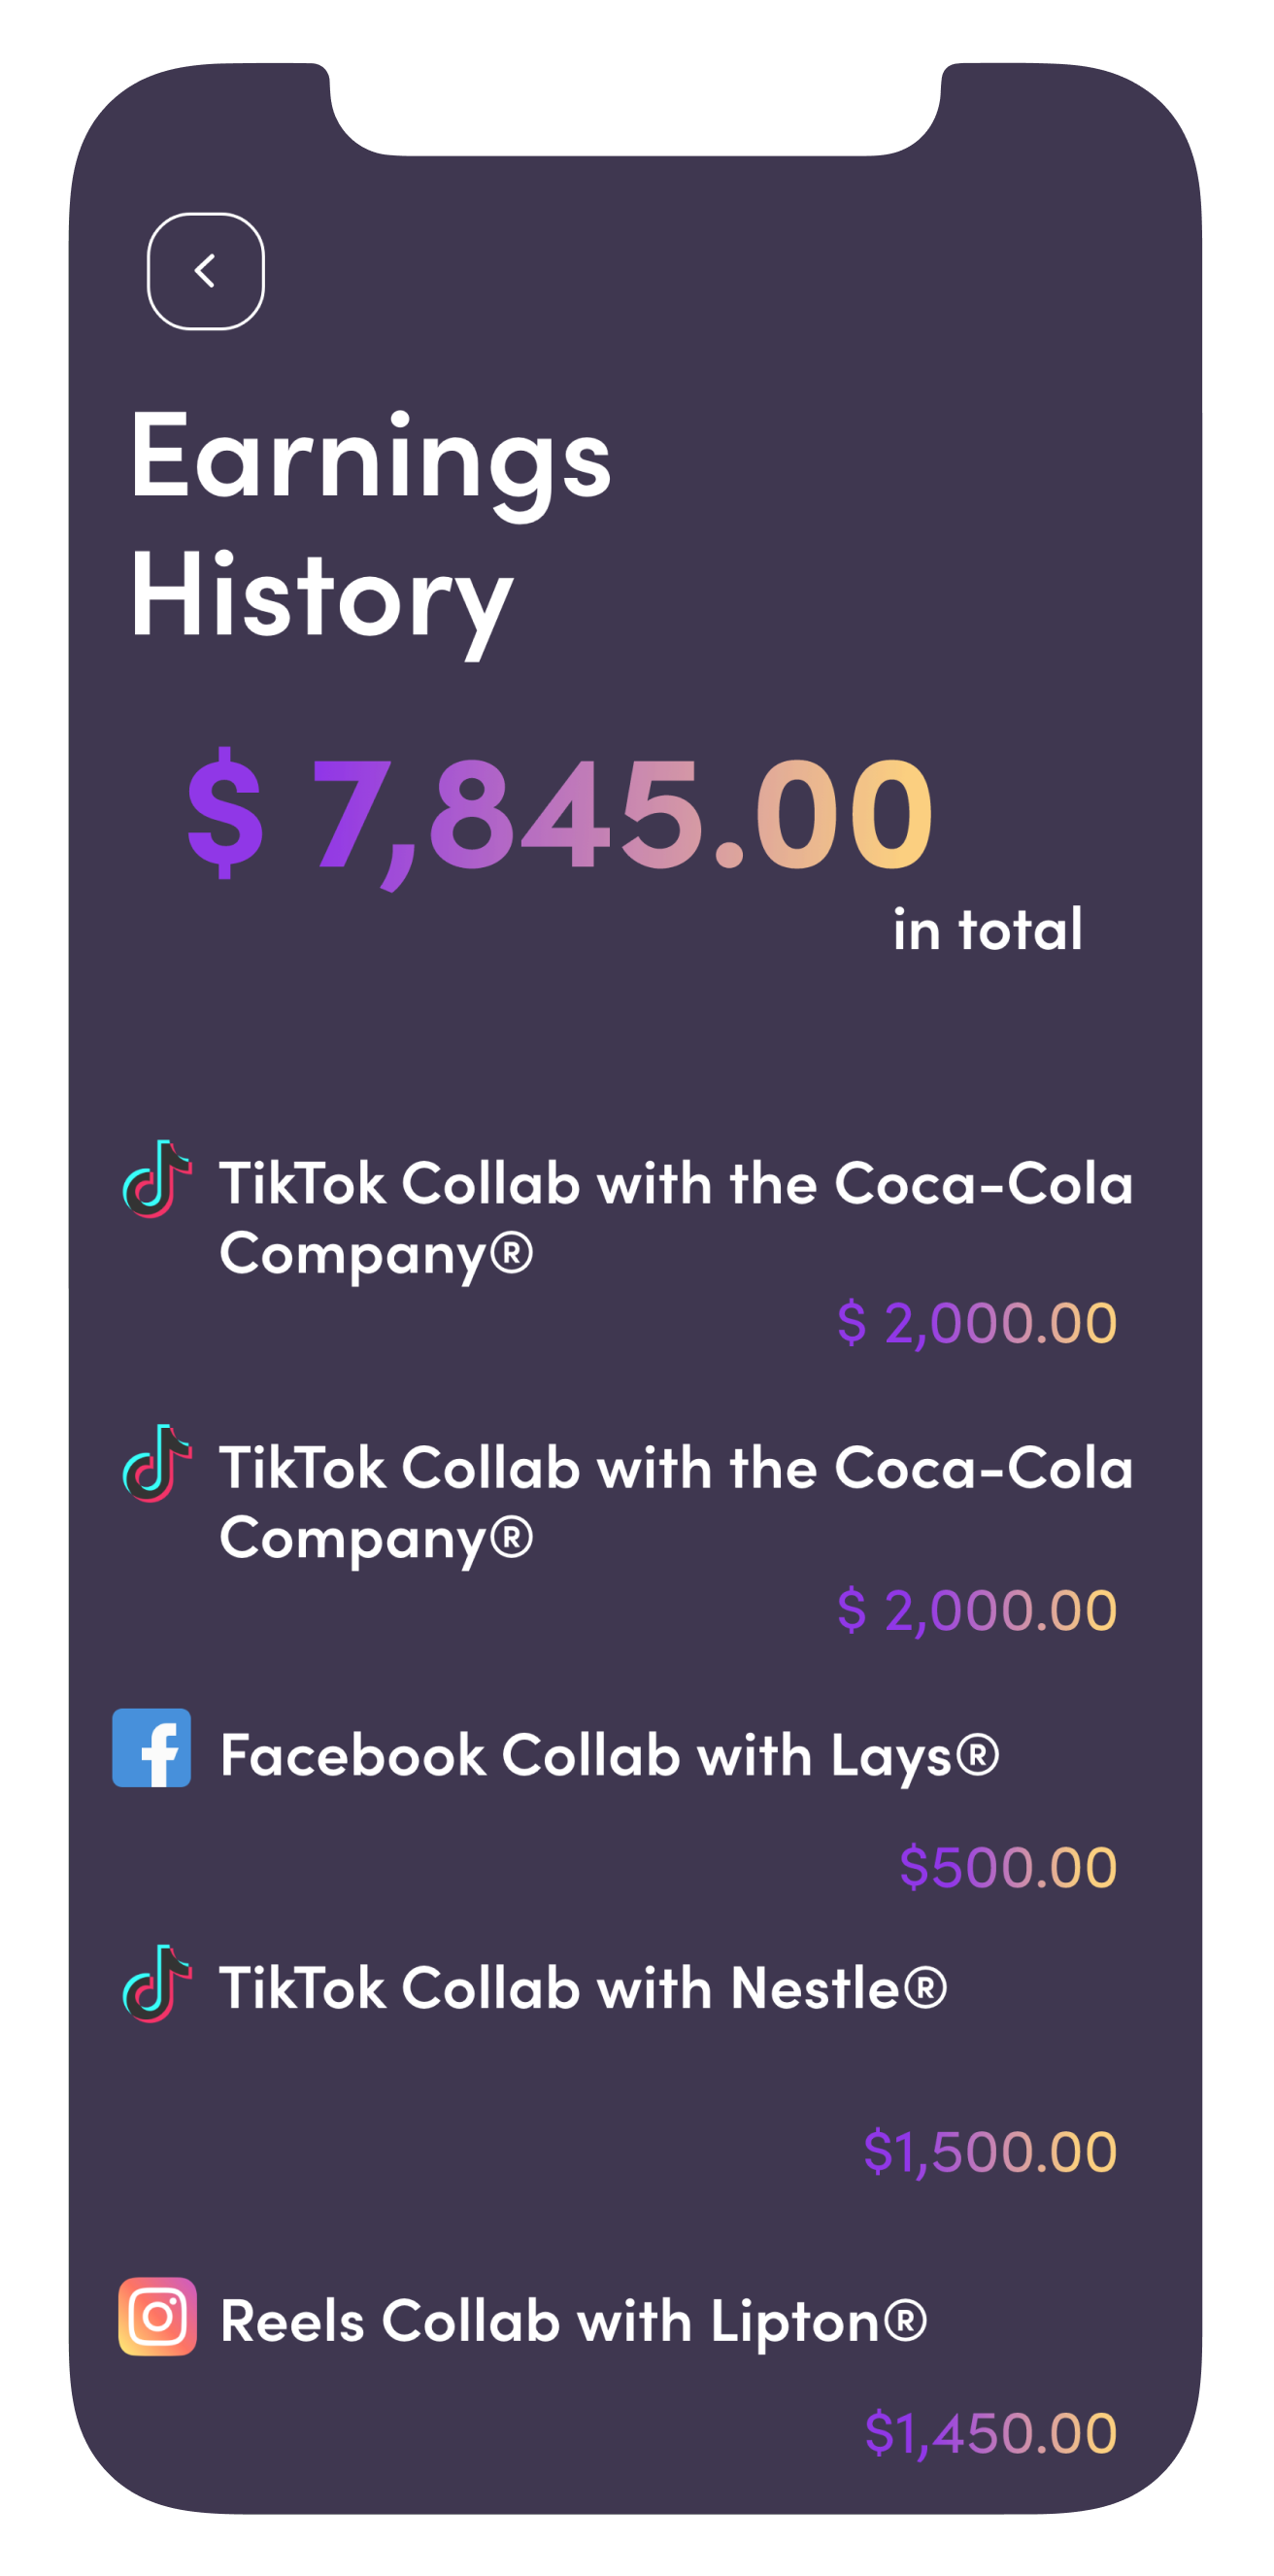 Earnings
History
$ 7,845.00
in total
TikTok Collab with the Coca-Cola
Company®
$ 2,000.00
TikTok Collab with the Coca-Cola
Company®
$ 2,000.00
Facebook Collab with Lays®
$500.00
TikTok Collab with Nestle®
$1,500.00
Reels Collab with Lipton®
$1,450.00